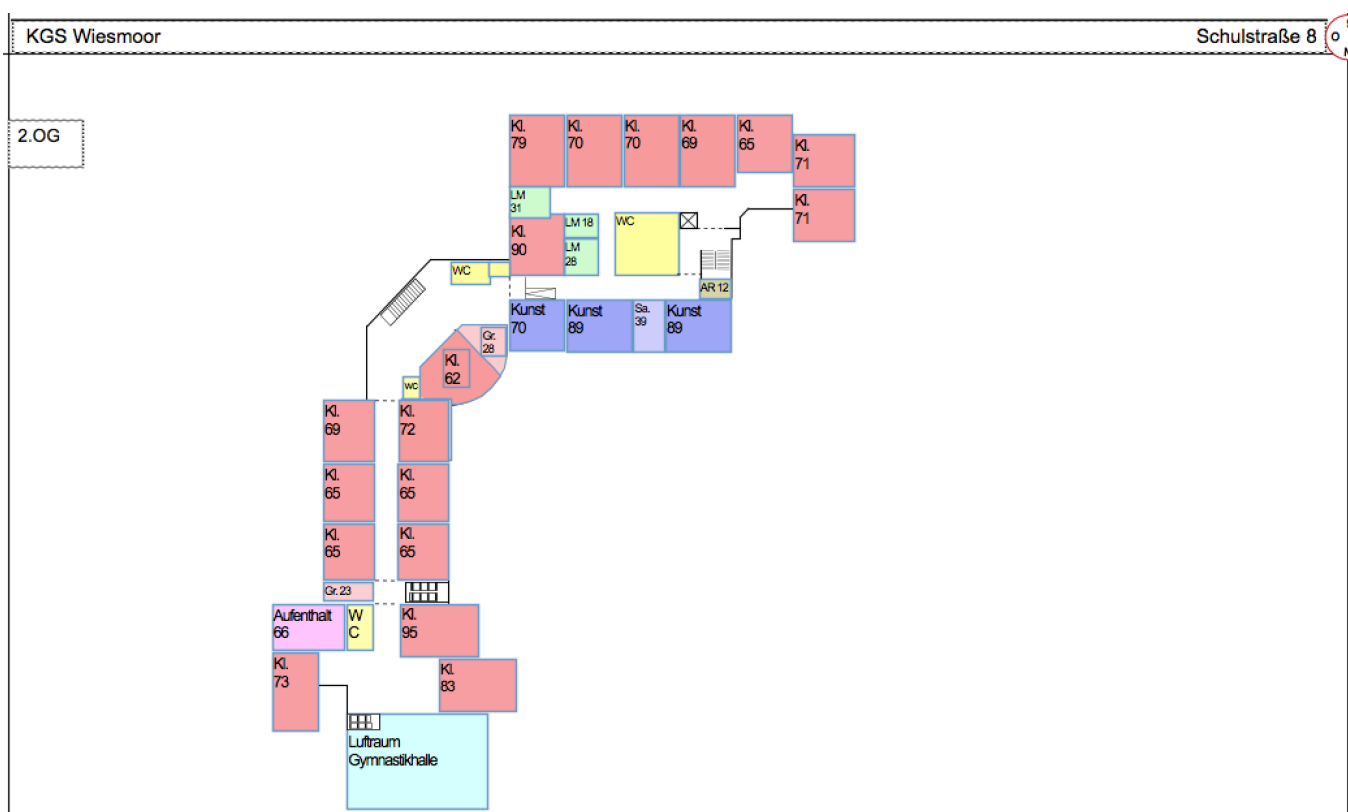 KGS Wiesmoor
Schulstraße 8
O
2.OG
Kl.
79
Kl.
70
Kl.
70
Kl.
69
Kl.
65
Kl.
71
Kl.
71
LM
31
Kl.
90
LM 18
LM
28
WC
WC
AR 12
Kunst
70
Kunst
89
Sa.
39
Kunst
89
Gr.
28
Kl.
62
WC
Kl.
69
Kl.
72
Kl.
65
Kl.
65
Kl.
65
Kl.
65
Gr. 23
Aufenthalt
66
W
C
Kl.
95
Kl.
73
Kl.
83
Luftraum
Gymnastikhalle